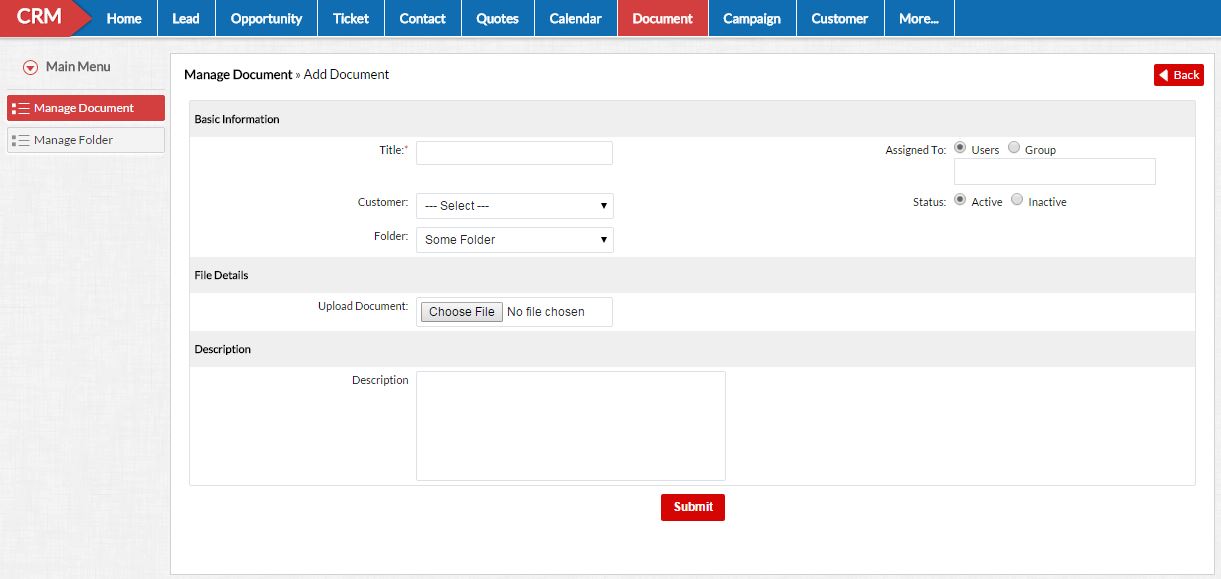 CRM Home Lead Opportunity Ticket Contact Quotes Calendar Document Campaign Customer More...
Main Menu
Manage Document
Manage Folder
Manage Document » Add Document
Back
Basic Information
Title:* Assigned To: Users Group
Customer: --- Select --- Status: Active Inactive
Folder: Some Folder
File Details
Upload Document: Choose File No file chosen
Description
Description
Submit